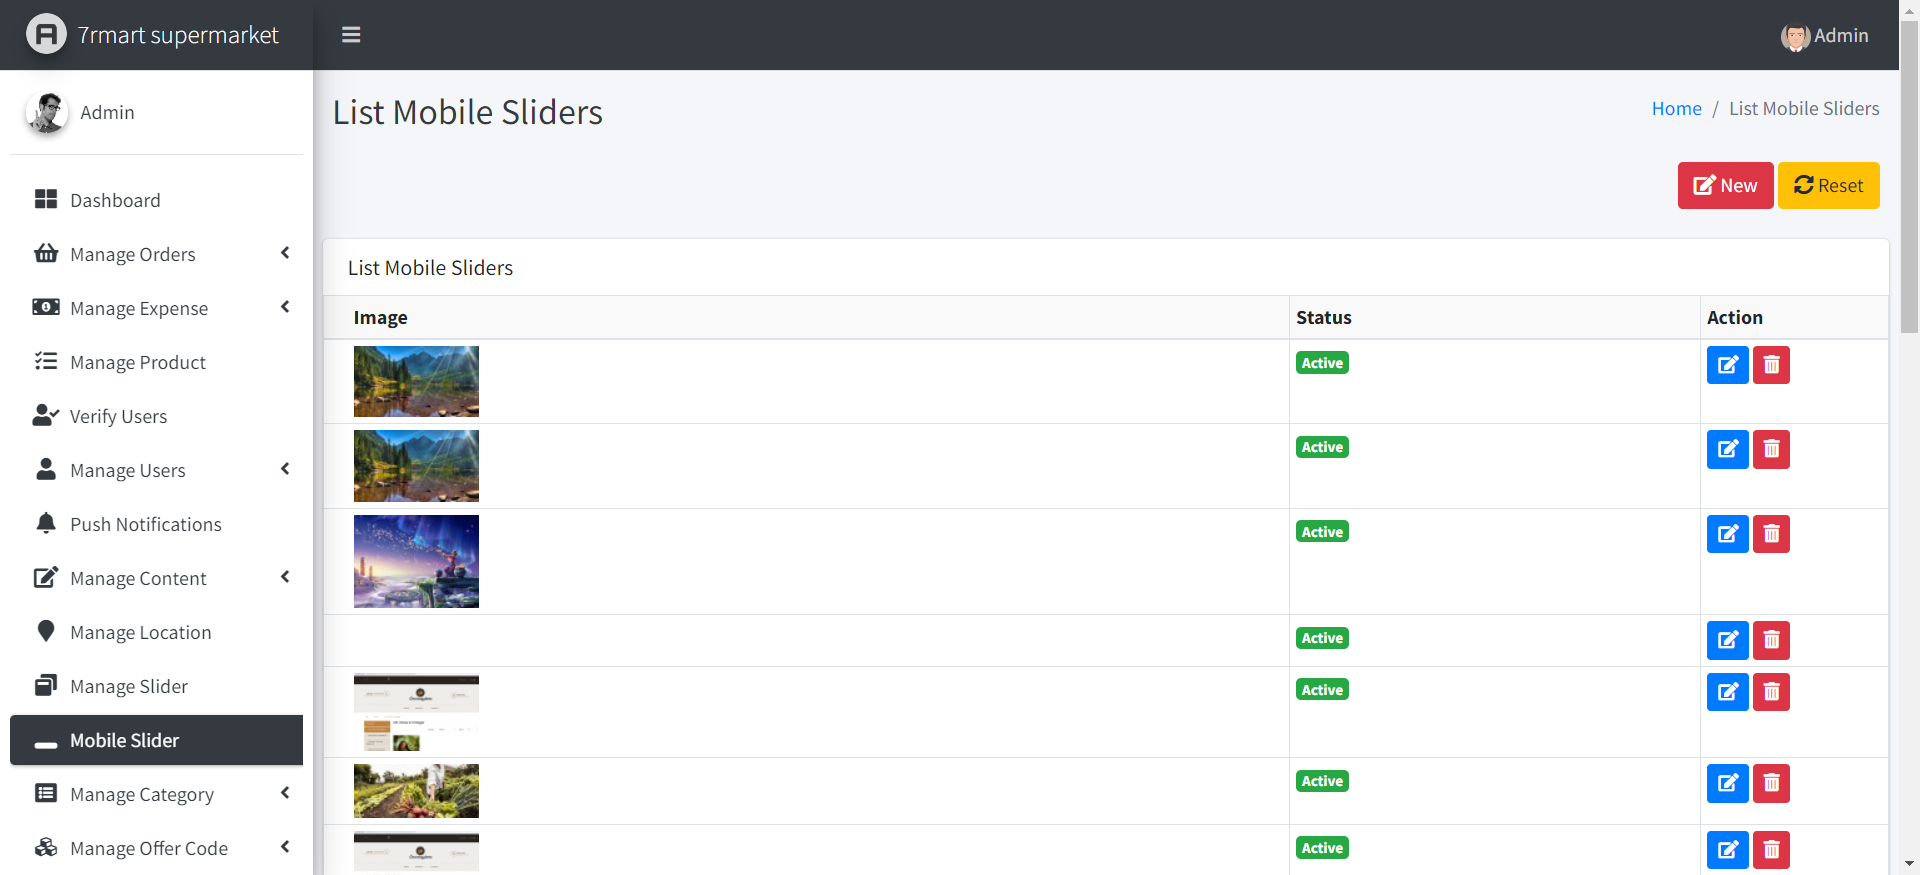 7rmart supermarket
Admin
Admin
List Mobile Sliders
Home / List Mobile Sliders
New
Reset
Dashboard
Manage Orders
Manage Expense
Manage Product
Verify Users
Manage Users
Push Notifications
Manage Content
Manage Location
Manage Slider
Mobile Slider
Manage Category
Manage Offer Code
List Mobile Sliders
Image Status Action
Active
Active
Active
Active
Active
Active
Active